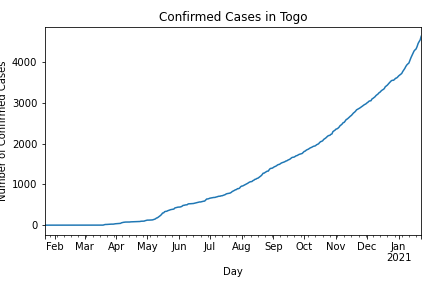 Confirmed Cases in Togo
Number of Confirmed Cases
4000
3000
2000
1000
0
Feb Mar Apr May Jun Jul Aug Sep Oct Nov Dec Jan
2021
Day